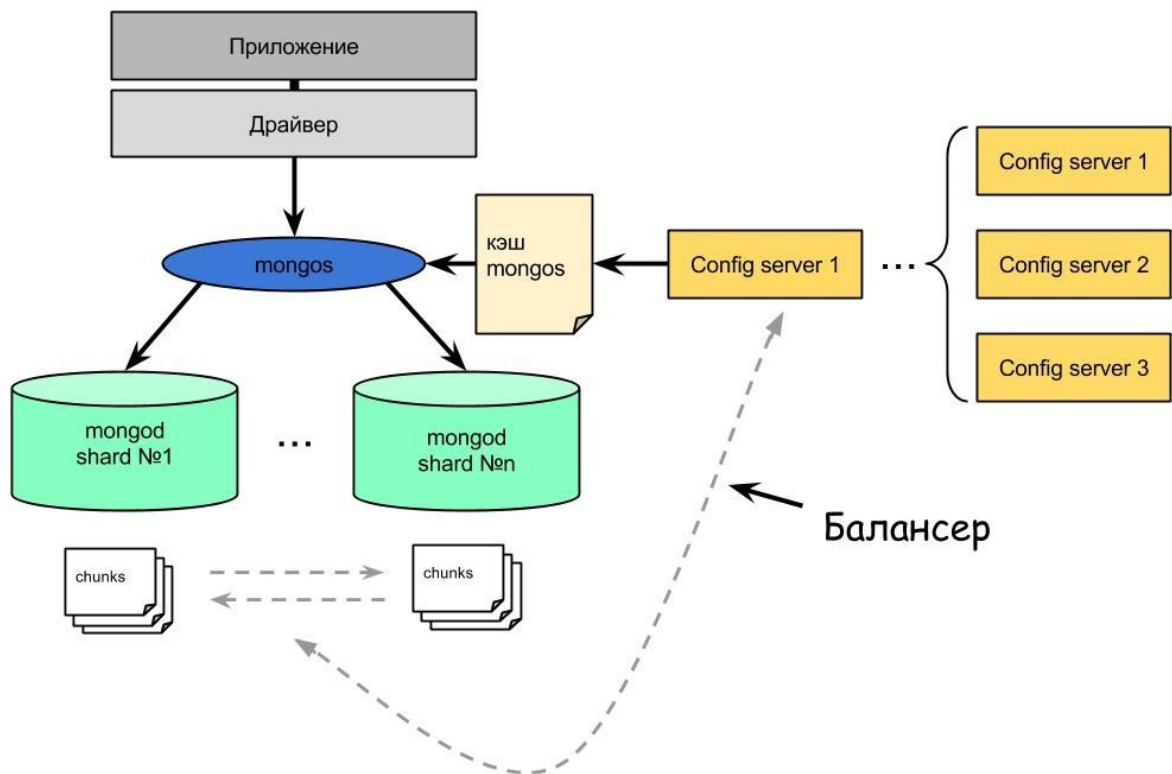 Приложение
Драйвер
mongos
кэш
mongos
Config server 1
...
Config server 1
Config server 2
Config server 3
mongod
shard №1
...
mongod
shard №n
Балансер
chunks
chunks